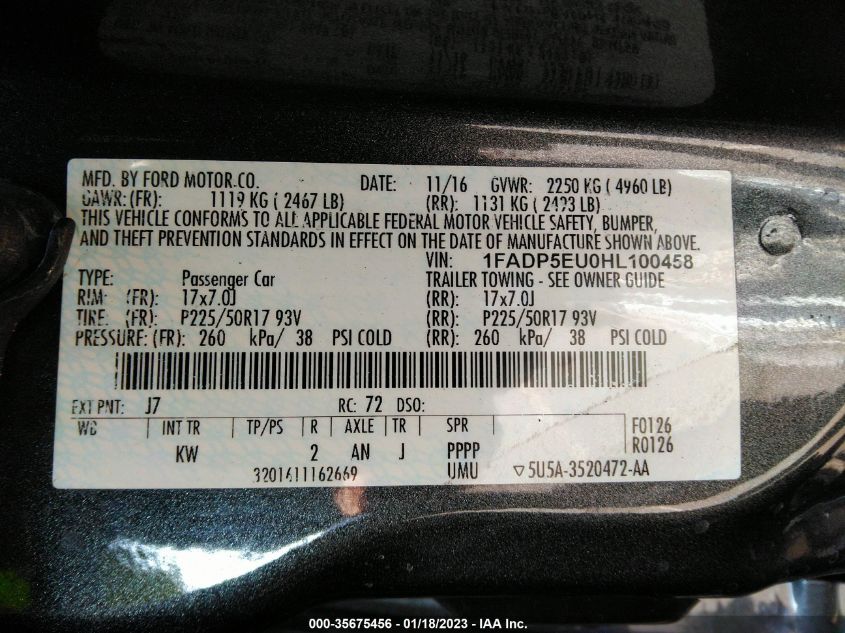 MFD. BY FORD MOTOR.CO. DATE: 11/16 GVWR: 2250 KG ( 4960 LB)
GAWR:(FR): 1119 KG ( 2467 LB) (RR): 1131 KG ( 2493 LB)
THIS VEHICLE CONFORMS TO ALL APPLICABLE FEDERAL MOTOR VEHICLE SAFETY, BUMPER,
AND THEFT PREVENTION STANDARDS IN EFFECT ON THE DATE OF MANUFACTURE SHOWN ABOVE.
VIN: 1FADP5EU0HL100458
TYPE: Passenger Car TRAILER TOWING - SEE OWNER GUIDE
RIM: (FR): 17x7.0J (RR): 17x7.0J
TIRE: (FR): P225/50R17 93V (RR): P225/50R17 93V
PRESSURE: (FR): 260 kPa/ 38 PSI COLD (RR): 260 kPa/ 38 PSI COLD
EXT PNT: J7 RC: 72 DSO:
WB INT TR TP/PS R AXLE TR SPR F0126
KW 2 AN J PPPP R0126
3201611162669 UMU ▽5U5A-3520472-AA
000-35675456 - 01/18/2023 - IAA Inc.